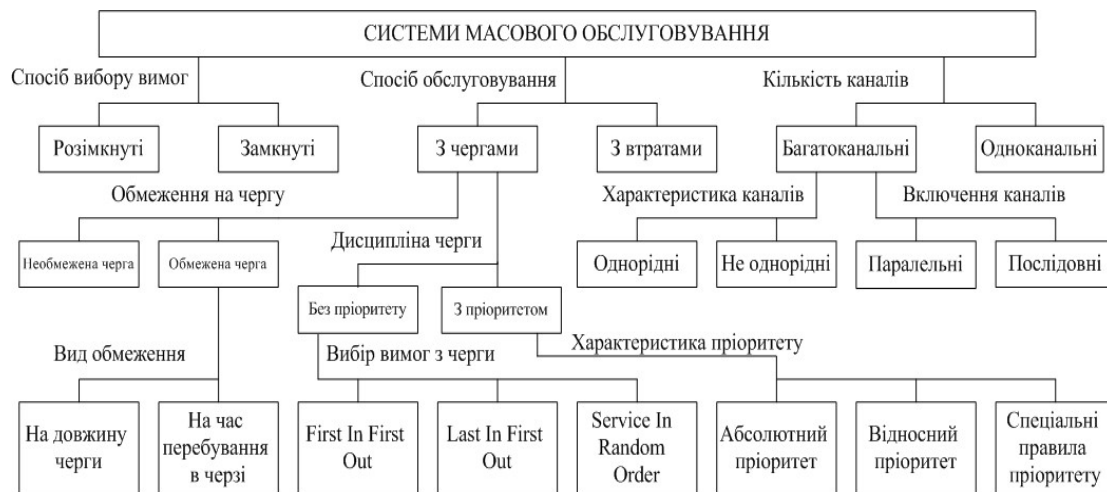 СИСТЕМИ МАСОВОГО ОБСЛУГОВУВАННЯ
Спосіб вибору вимог
Спосіб обслуговування
Кількість каналів
Розімкнуті
Замкнуті
З чергами
З втратами
Багатоканальні
Одноканальні
Обмеження на чергу
Характеристика каналів
Включення каналів
Необмежена черга
Обмежена черга
Дисципліна черги
Однорідні
Не однорідні
Паралельні
Послідовні
Без пріоритету
З пріоритетом
Вид обмеження
Вибір вимог з черги
Характеристика пріоритету
На довжину
черги
На час
перебування
в черзі
First In First
Out
Last In First
Out
Service In
Random
Order
Абсолютний
пріоритет
Відносний
пріоритет
Спеціальні
правила
пріоритету